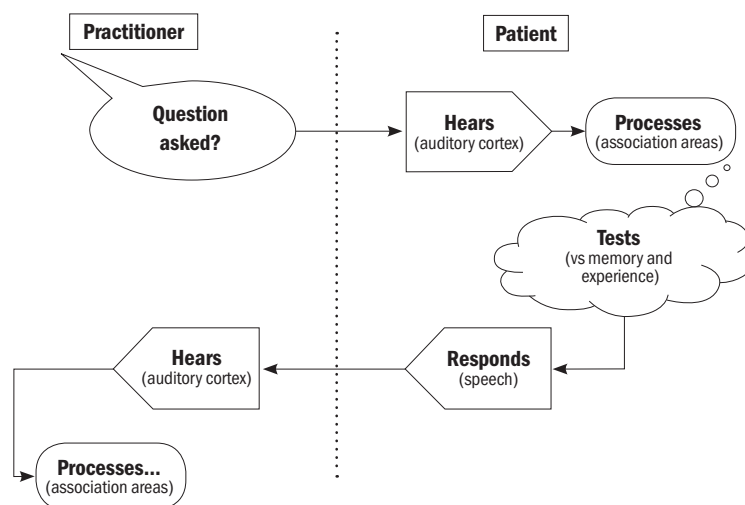 Practitioner
Patient
Question
asked?
Hears
(auditory cortex)
Processes
(association areas)
Tests
(vs memory and
experience)
Hears
(auditory cortex)
Responds
(speech)
Processes...
(association areas)